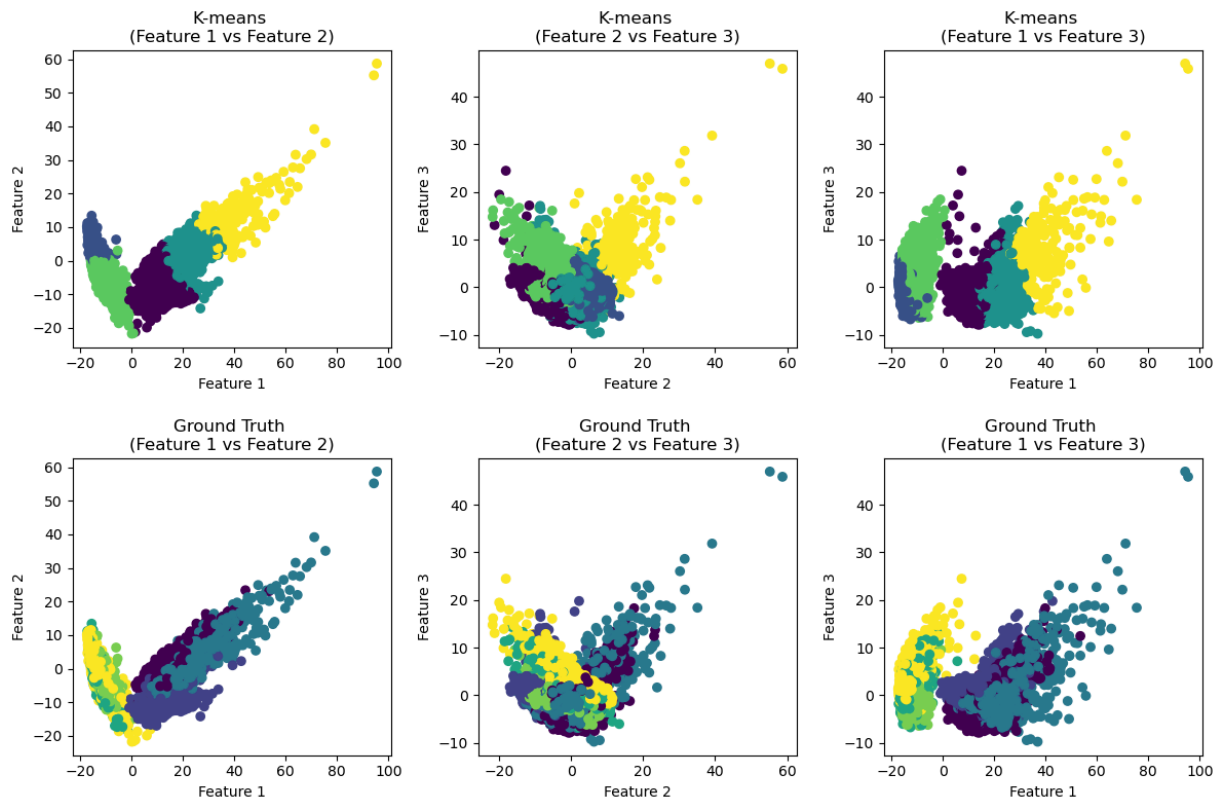 K-means
(Feature 1 vs Feature 2)
K-means
(Feature 2 vs Feature 3)
K-means
(Feature 1 vs Feature 3)
60
50
40
30
20
10
0
−10
−20
Feature 2
−20 0 20 40 60 80 100
Feature 1
40
30
20
10
0
−10
Feature 3
−20 0 20 40 60
Feature 2
40
30
20
10
0
−10
Feature 3
−20 0 20 40 60 80 100
Feature 1
Ground Truth
(Feature 1 vs Feature 2)
Ground Truth
(Feature 2 vs Feature 3)
Ground Truth
(Feature 1 vs Feature 3)
60
50
40
30
20
10
0
−10
−20
Feature 2
−20 0 20 40 60 80 100
Feature 1
40
30
20
10
0
−10
Feature 3
−20 0 20 40 60
Feature 2
40
30
20
10
0
−10
Feature 3
−20 0 20 40 60 80 100
Feature 1